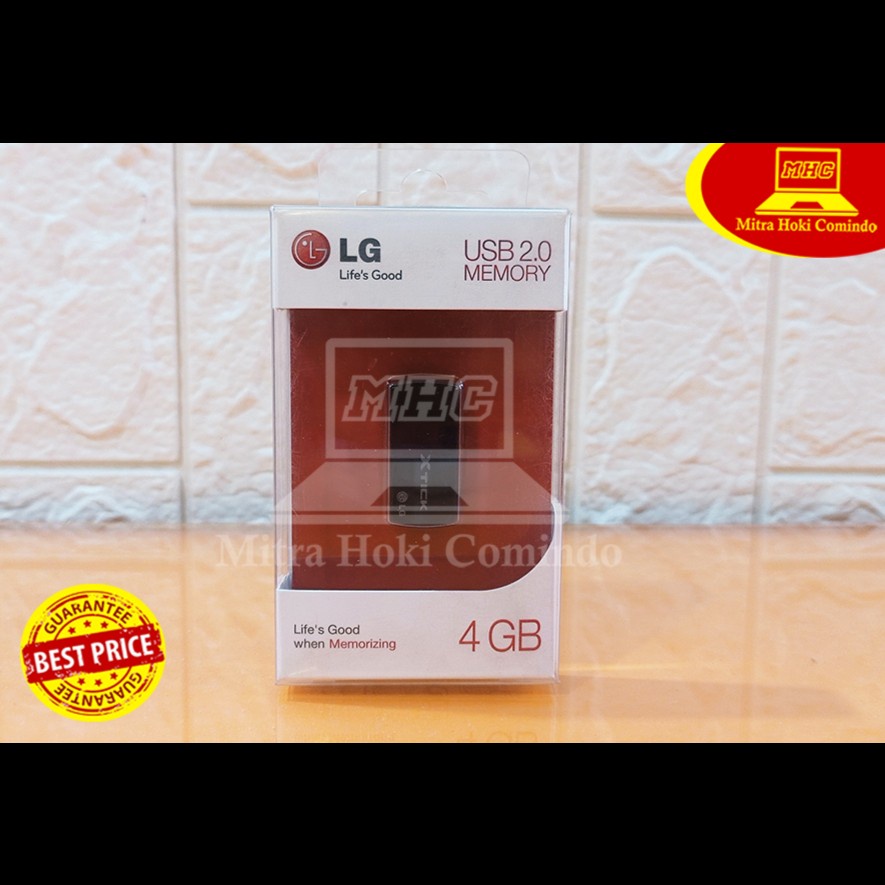 MHC
Mitra Hoki Comindo
LG
Life's Good
USB 2.0
MEMORY
MHC
XTICK
LG
Mitra Hoki Comindo
GUARANTEE
BEST PRICE
GUARANTEE
Life's Good
when Memorizing
4 GB